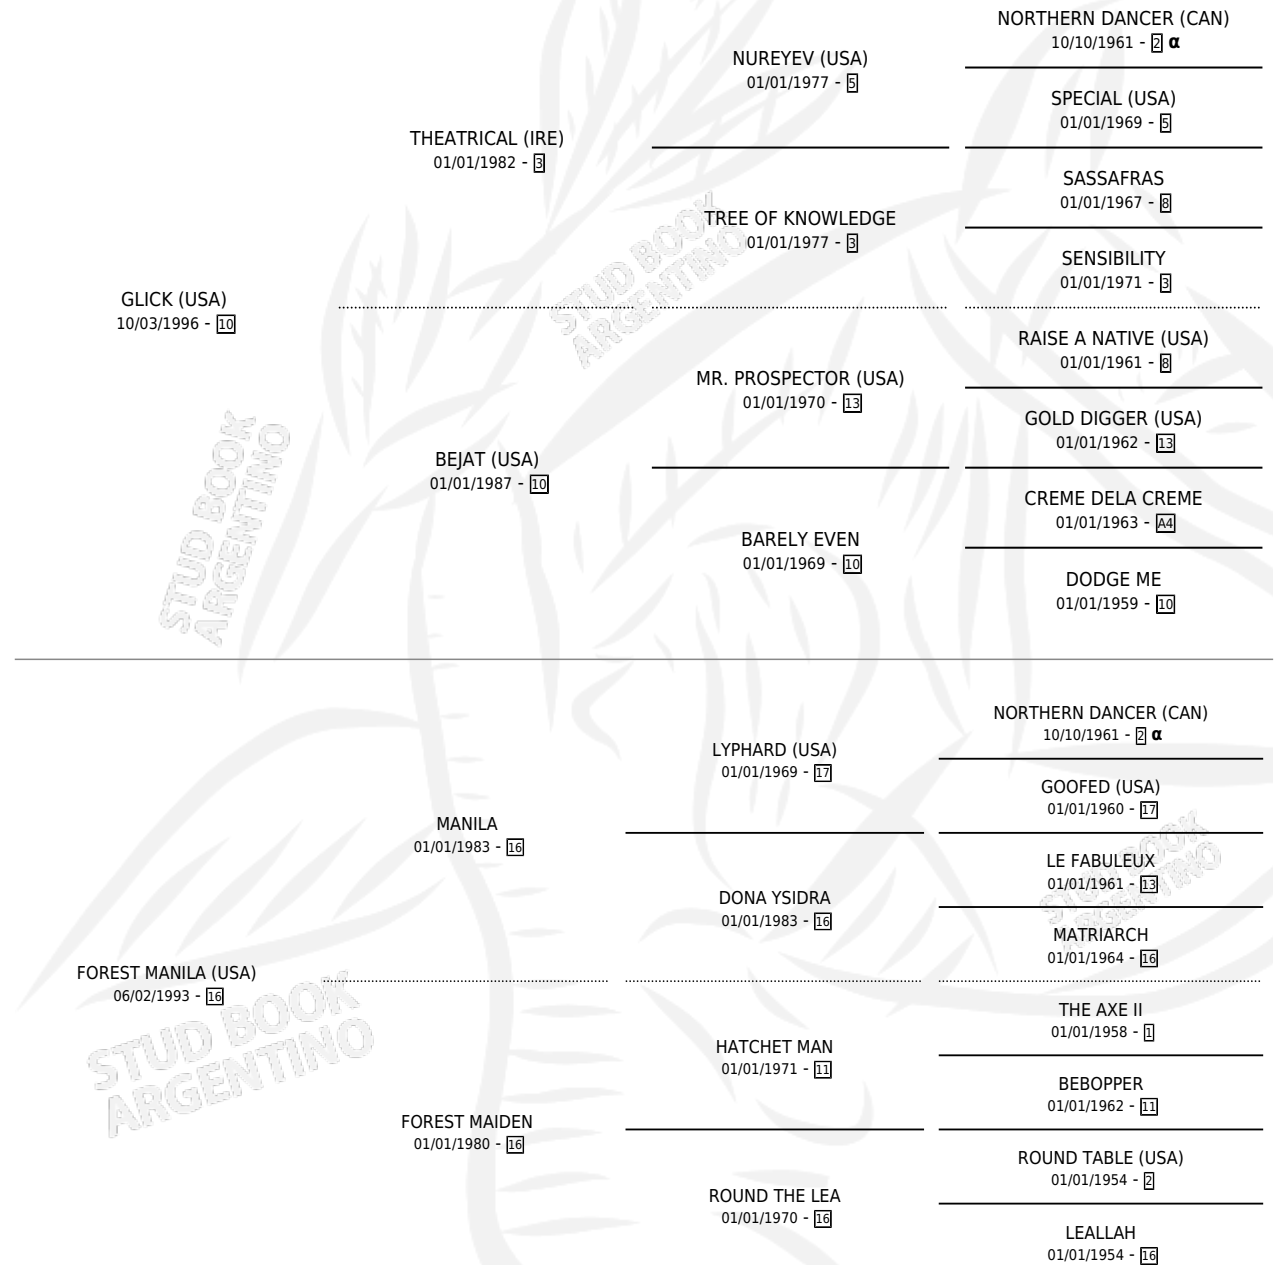 NORTHERN DANCER (CAN)
10/10/1961 - 2 α
NUREYEV (USA)
01/01/1977 - 5
SPECIAL (USA)
01/01/1969 - 5
THEATRICAL (IRE)
01/01/1982 - 3
SASSAFRAS
01/01/1967 - 8
TREE OF KNOWLEDGE
01/01/1977 - 3
SENSIBILITY
01/01/1971 - 3
STUD BOOK
ARGENTINO
GLICK (USA)
10/03/1996 - 10
RAISE A NATIVE (USA)
01/01/1961 - 8
MR. PROSPECTOR (USA)
01/01/1970 - 13
GOLD DIGGER (USA)
01/01/1962 - 13
BEJAT (USA)
01/01/1987 - 10
CREME DELA CREME
01/01/1963 - A4
BARELY EVEN
01/01/1969 - 10
DODGE ME
01/01/1959 - 10
STUD BOOK
ARGENTINO
NORTHERN DANCER (CAN)
10/10/1961 - 2 α
LYPHARD (USA)
01/01/1969 - 17
GOOFED (USA)
01/01/1960 - 17
MANILA
01/01/1983 - 16
LE FABULEUX
01/01/1961 - 13
STUD BOOK
ARGENTINO
DONA YSIDRA
01/01/1983 - 16
MATRIARCH
01/01/1964 - 16
FOREST MANILA (USA)
06/02/1993 - 16
STUD BOOK
ARGENTINO
THE AXE II
01/01/1958 - 1
HATCHET MAN
01/01/1971 - 11
BEBOPPER
01/01/1962 - 11
FOREST MAIDEN
01/01/1980 - 16
ROUND TABLE (USA)
01/01/1954 - 2
ROUND THE LEA
01/01/1970 - 16
LEALLAH
01/01/1954 - 16